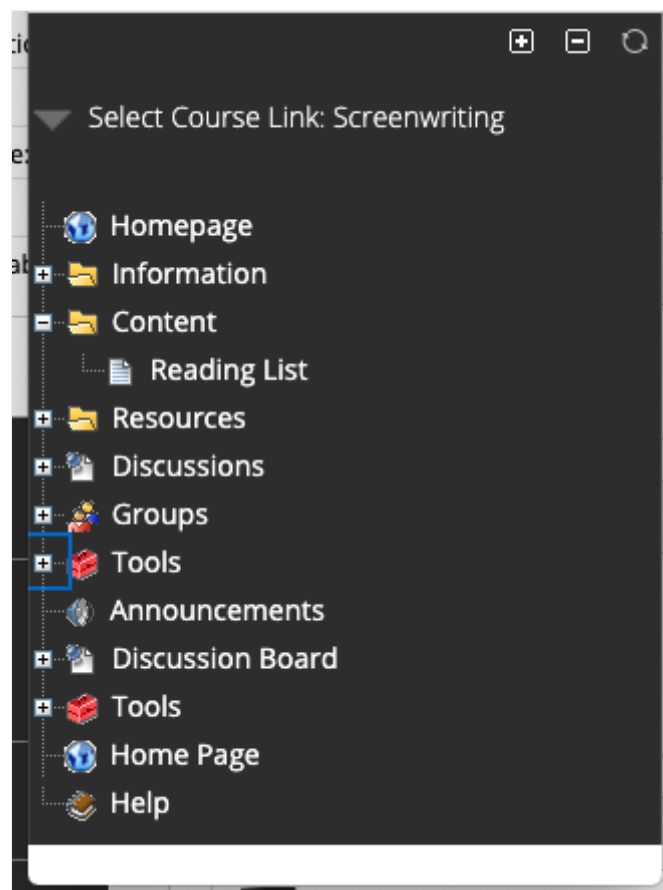 Select Course Link: Screenwriting
Homepage
Information
Content
Reading List
Resources
Discussions
Groups
Tools
Announcements
Discussion Board
Tools
Home Page
Help